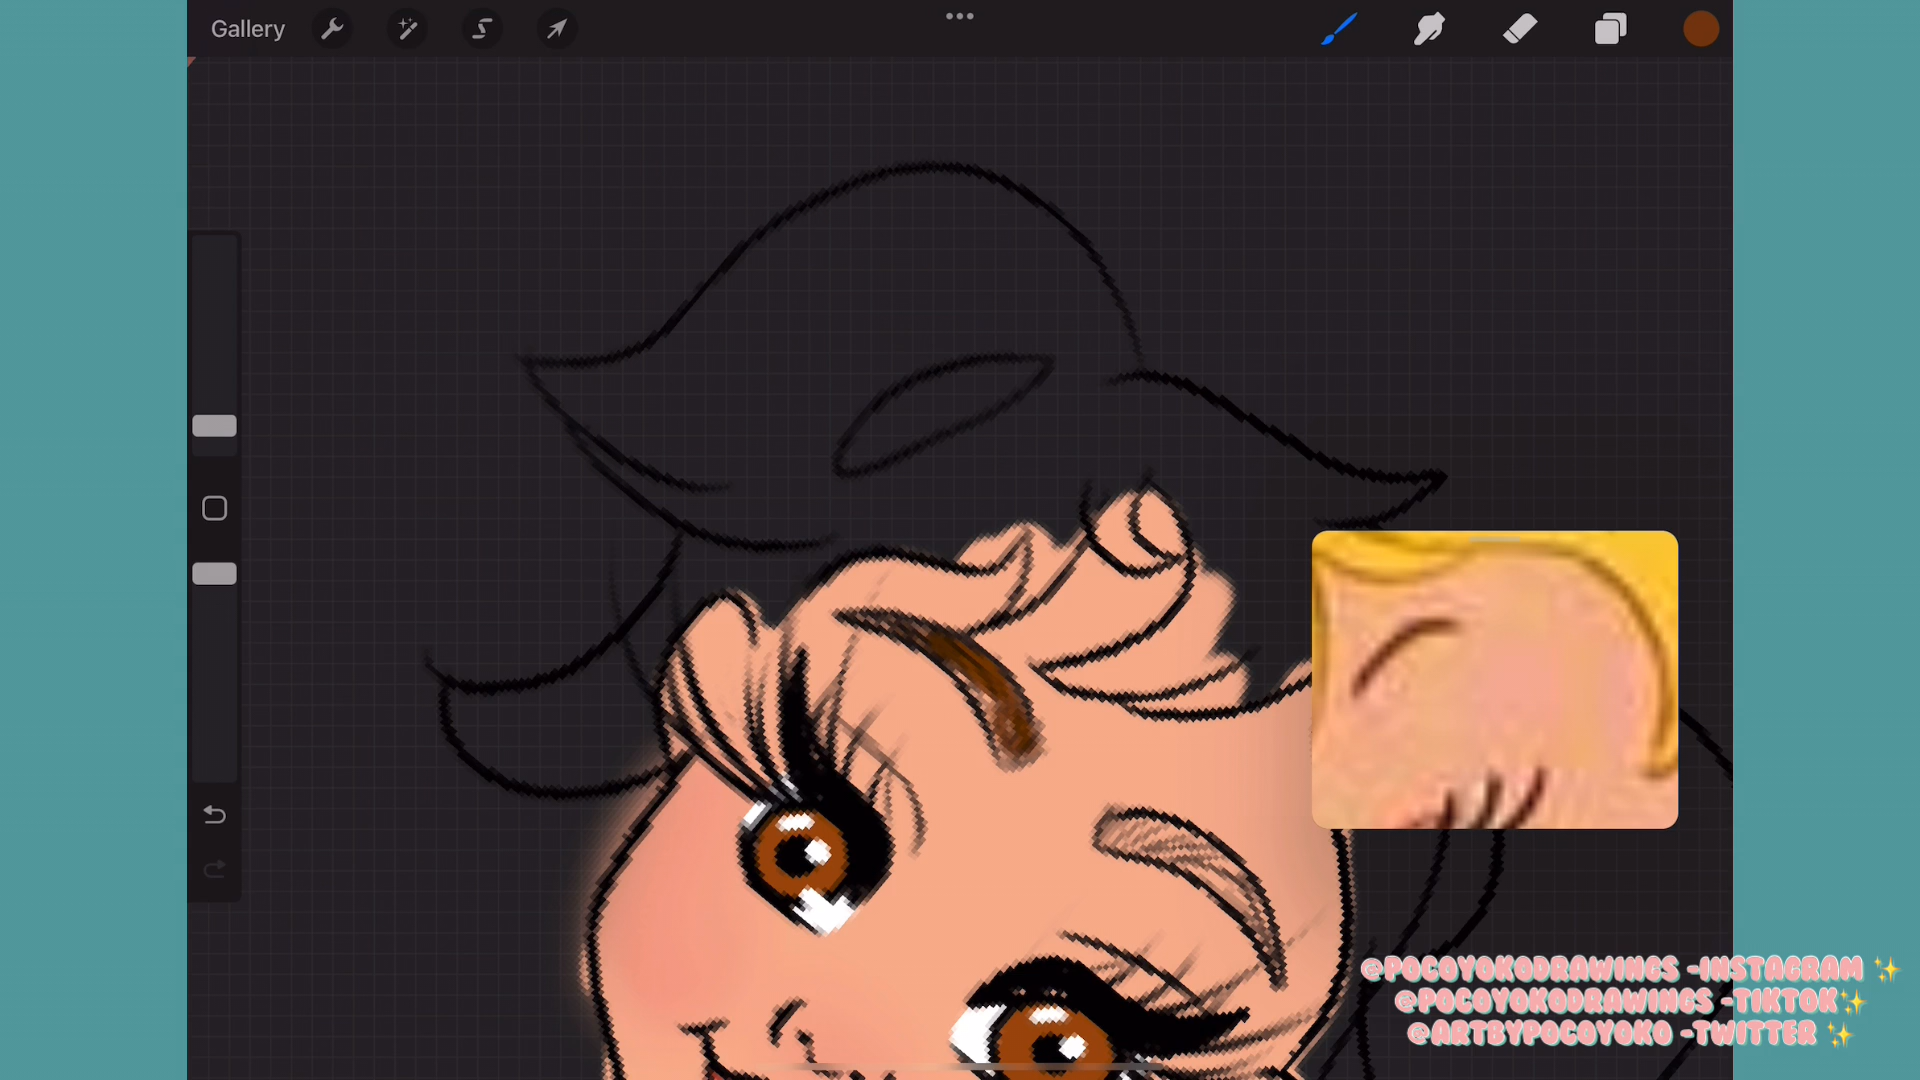 Gallery
@POCOYOKODRAWINGS -INSTAGRAM ✨
@POCOYOKODRAWINGS -TIKTOK✨
@ARTBYPOCOYOKO -TWITTER ✨